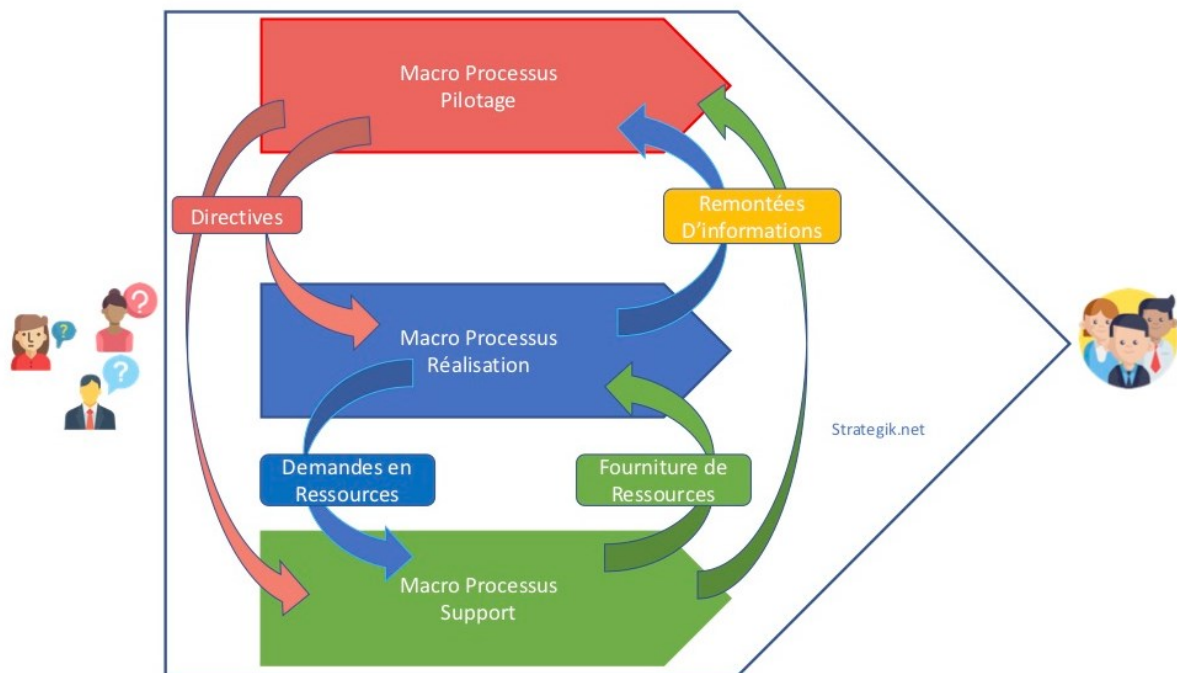 Macro Processus
Pilotage
Directives
Remontées
D’informations
Macro Processus
Réalisation
Strategik.net
Demandes en
Ressources
Fourniture de
Ressources
Macro Processus
Support